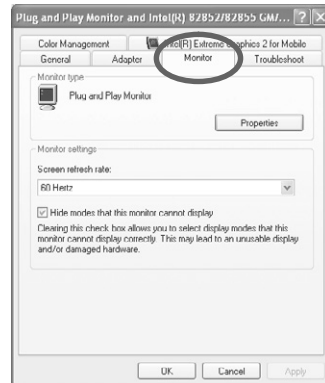 Plug and Play Monitor and Intel(R) 82852/82855 GM/...
Color Management
Intel(R) Extreme Graphics 2 for Mobile
General
Adapter
Monitor
Troubleshoot
Monitor type
Plug and Play Monitor
Properties
Monitor settings
Screen refresh rate:
60 Hertz
Hide modes that this monitor cannot display
Clearing this check box allows you to select display modes that this
monitor cannot display correctly. This may lead to an unusable display
and/or damaged hardware.
OK
Cancel
Apply